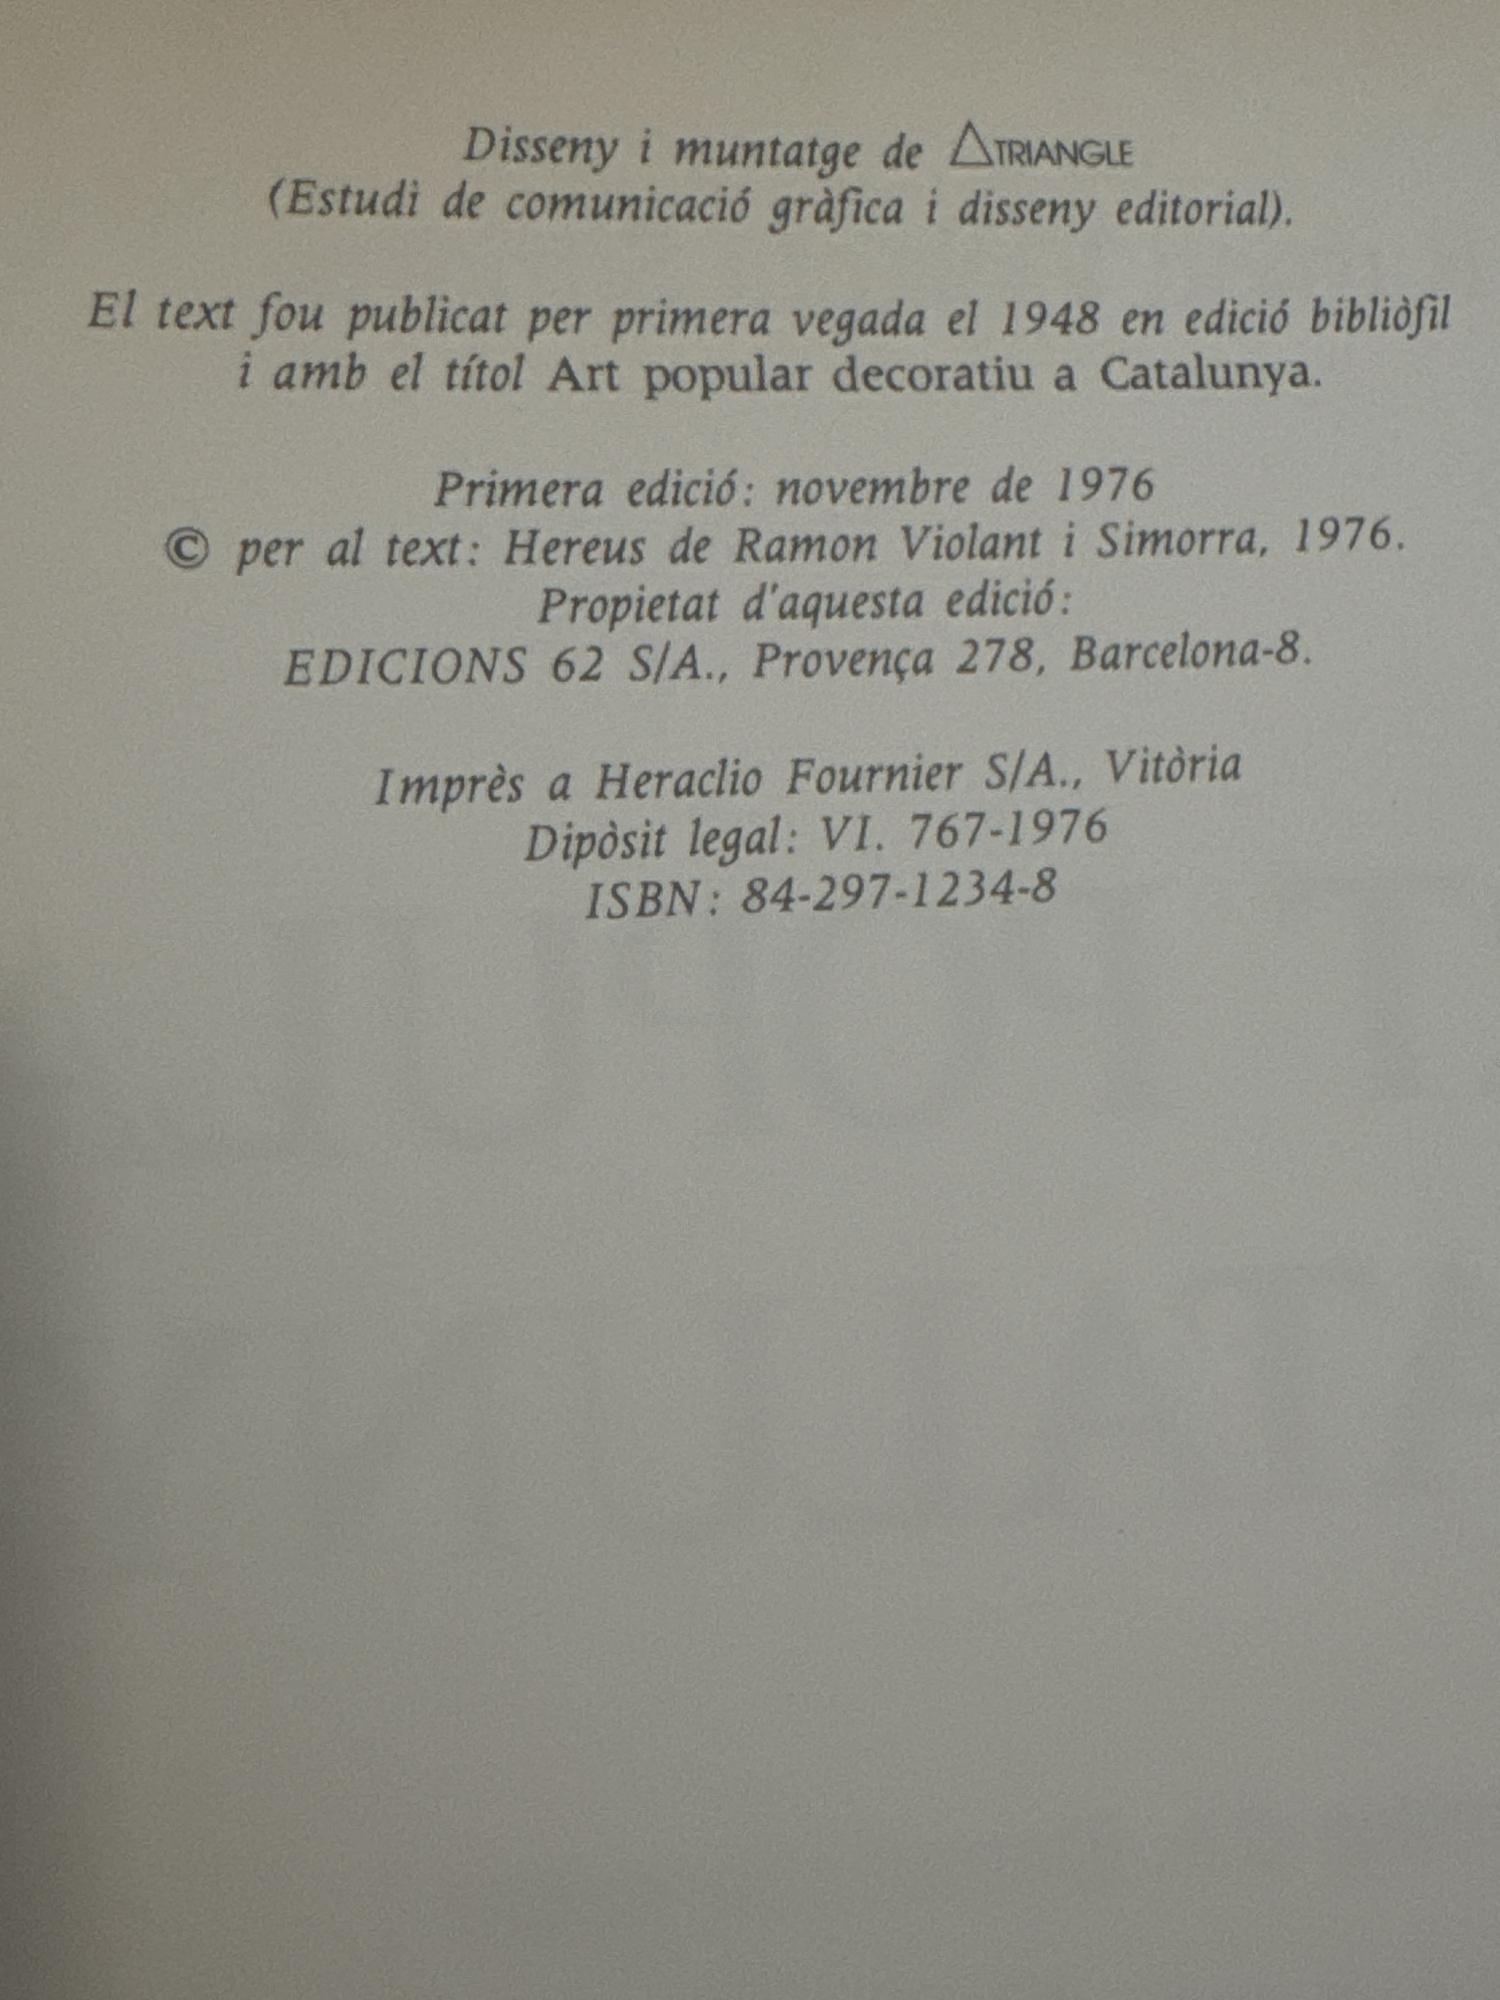 Disseny i muntatge de TRIANGLE
(Estudi de comunicació gràfica i disseny editorial).
El text fou publicat per primera vegada el 1948 en edició bibliòfil
i amb el títol Art popular decoratiu a Catalunya.
Primera edició: novembre de 1976
© per al text: Hereus de Ramon Violant i Simorra, 1976.
Propietat d'aquesta edició:
EDICIONS 62 S/A., Provença 278, Barcelona-8.
Imprès a Heraclio Fournier S/A., Vitòria
Dipòsit legal: VI. 767-1976
ISBN: 84-297-1234-8